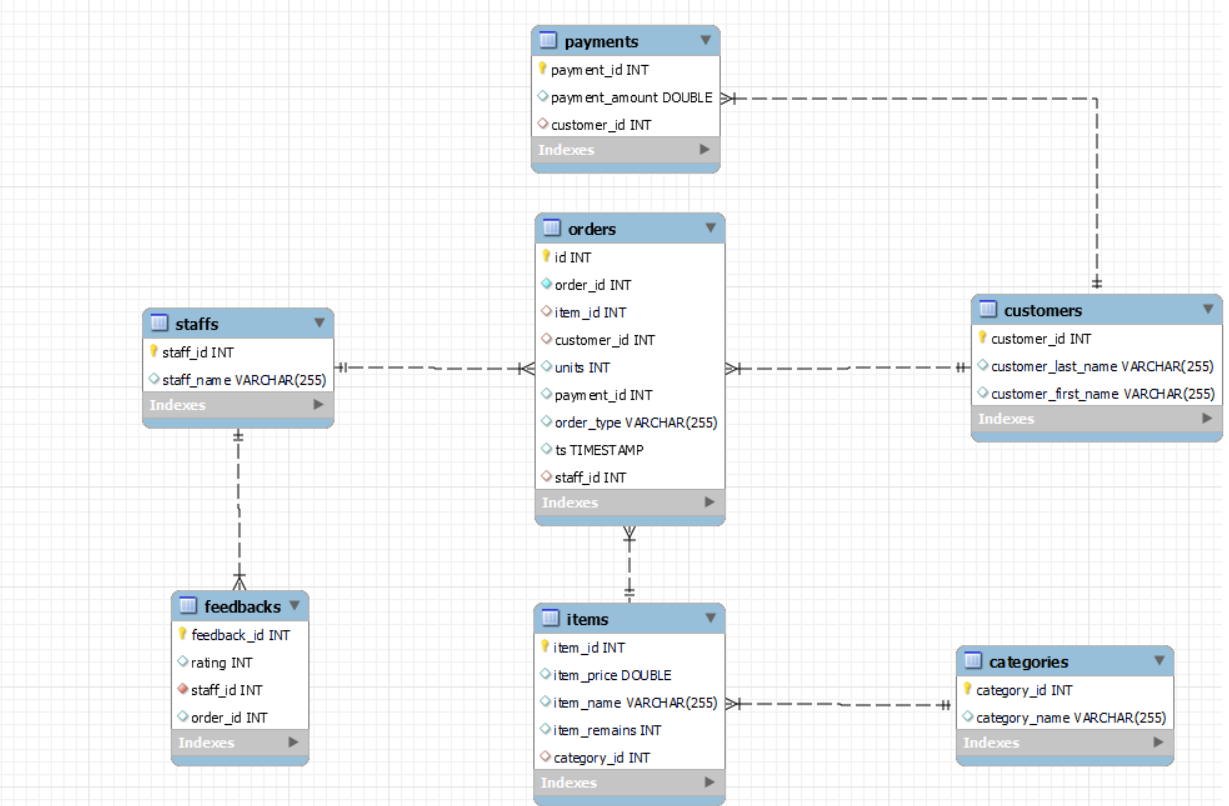 payments
payment_id INT
payment_amount DOUBLE
customer_id INT
Indexes
orders
id INT
order_id INT
item_id INT
customer_id INT
units INT
payment_id INT
order_type VARCHAR(255)
ts TIMESTAMP
staff_id INT
Indexes
staffs
staff_id INT
staff_name VARCHAR(255)
Indexes
customers
customer_id INT
customer_last_name VARCHAR(255)
customer_first_name VARCHAR(255)
Indexes
feedbacks
feedback_id INT
rating INT
staff_id INT
order_id INT
Indexes
items
item_id INT
item_price DOUBLE
item_name VARCHAR(255)
item_remains INT
category_id INT
Indexes
categories
category_id INT
category_name VARCHAR(255)
Indexes